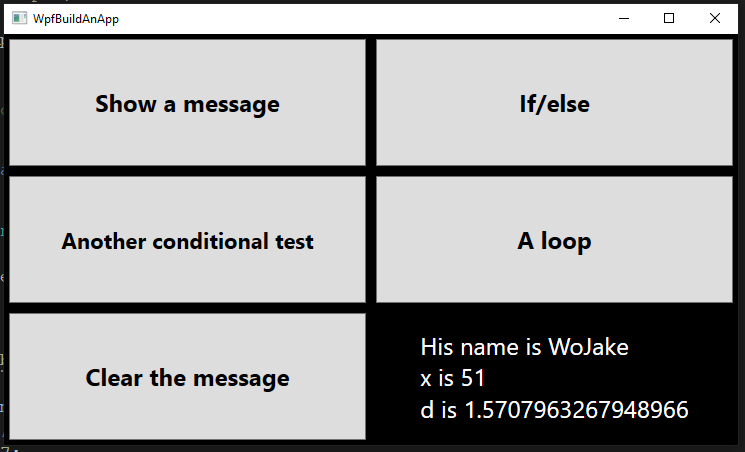 WpfBuildAnApp
Show a message
If/else
Another conditional test
A loop
Clear the message
His name is WoJake
x is 51
d is 1.5707963267948966